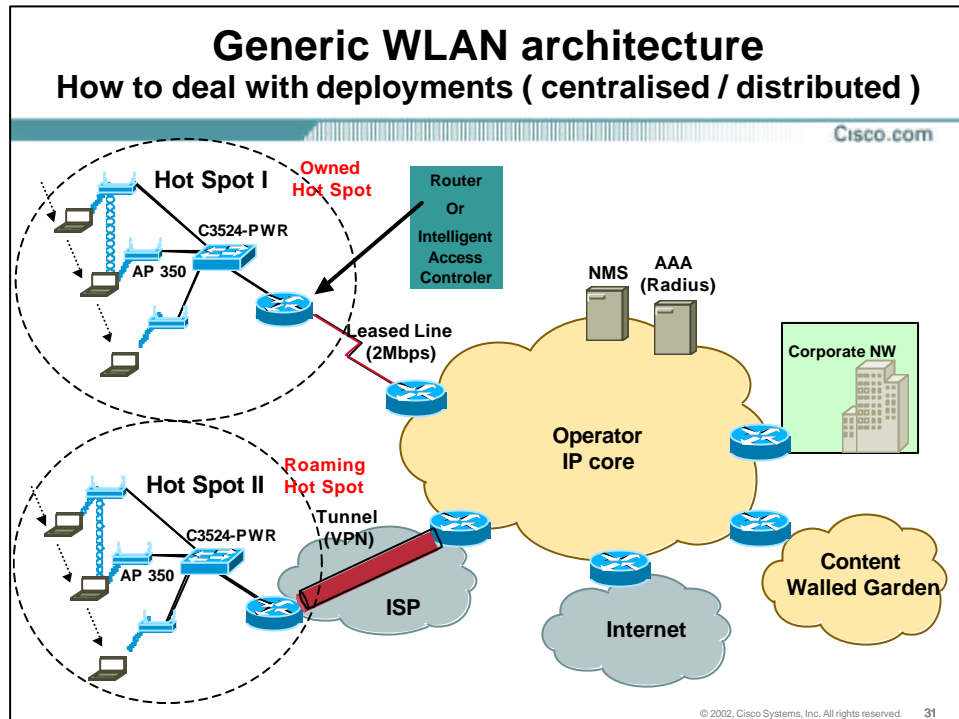 Generic WLAN architecture
How to deal with deployments ( centralised / distributed )
Cisco.com
Hot Spot I
Owned
Hot Spot
C3524-PWR
AP 350
Router
Or
Intelligent
Access
Controler
Leased Line
(2Mbps)
NMS
AAA
(Radius)
Corporate NW
Operator
IP core
Hot Spot II
Roaming
Hot Spot
C3524-PWR
AP 350
Tunnel
(VPN)
ISP
Internet
Content
Walled Garden
© 2002, Cisco Systems, Inc. All rights reserved. 31